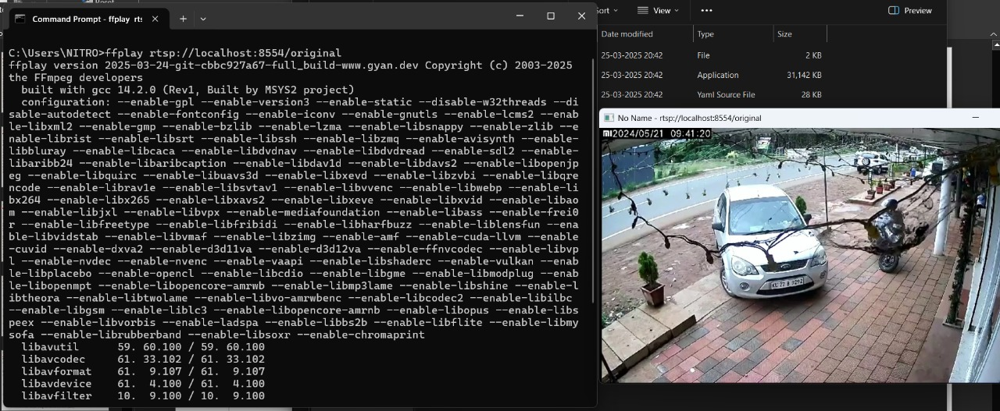 Command Prompt - ffplay rts
Sort
View
Preview
Date modified
Type
Size
25-03-2025 20:42
File
2 KB
25-03-2025 20:42
Application
31,142 KB
25-03-2025 20:42
Yaml Source File
28 KB
C:\Users\NITRO>ffplay rtsp://localhost:8554/original
ffplay version 2025-03-24-git-cbbc927a67-full_build-www.gyan.dev Copyright (c) 2003-2025
the FFmpeg developers
built with gcc 14.2.0 (Rev1, Built by MSYS2 project)
configuration: --enable-gpl --enable-version3 --enable-static --disable-w32threads --di
sable-autodetect --enable-fontconfig --enable-iconv --enable-gnutls --enable-lcms2 --enab
le-libxml2 --enable-gmp --enable-bzlib --enable-lzma --enable-libsnappy --enable-zlib --e
nable-librist --enable-libsrt --enable-libssh --enable-libzmq --enable-avisynth --enable-
libbluray --enable-libcaca --enable-libdvdnav --enable-libdvdread --enable-sdl2 --enable-
libaribb24 --enable-libaribcaption --enable-libdav1d --enable-libdavs2 --enable-libopenjp
eg --enable-libquirc --enable-libuavs3d --enable-libxevd --enable-libzvbi --enable-libqre
ncode --enable-librav1e --enable-libsvtav1 --enable-libvvenc --enable-libwebp --enable-li
bx264 --enable-libx265 --enable-libxavs2 --enable-libxeve --enable-libxvid --enable-libao
m --enable-libjxl --enable-libvpx --enable-mediafoundation --enable-libass --enable-frei0
r --enable-libfreetype --enable-libfribidi --enable-libharfbuzz --enable-liblensfun --ena
ble-libvidstab --enable-libvmaf --enable-libzimg --enable-amf --enable-cuda-llvm --enable
-cuvid --enable-dxva2 --enable-d3d11va --enable-d3d12va --enable-ffnvcodec --enable-libvp
l --enable-nvdec --enable-nvenc --enable-vaapi --enable-libshaderc --enable-vulkan --enab
le-libplacebo --enable-opencl --enable-libcdio --enable-libgme --enable-libmodplug --enab
le-libopenmpt --enable-libopencore-amrwb --enable-libmp3lame --enable-libshine --enable-l
ibtheora --enable-libtwolame --enable-libvo-amrwbenc --enable-libcodec2 --enable-libilbc
--enable-libgsm --enable-liblc3 --enable-libopencore-amrnb --enable-libopus --enable-libs
peex --enable-libvorbis --enable-ladspa --enable-libbs2b --enable-libflite --enable-libmy
sofa --enable-librubberband --enable-libsoxr --enable-chromaprint
libavutil 59. 60.100 / 59. 60.100
libavcodec 61. 33.102 / 61. 33.102
libavformat 61. 9.107 / 61. 9.107
libavdevice 61. 4.100 / 61. 4.100
libavfilter 10. 9.100 / 10. 9.100
No Name - rtsp://localhost:8554/original
mi 2024/05/21 09:41:20